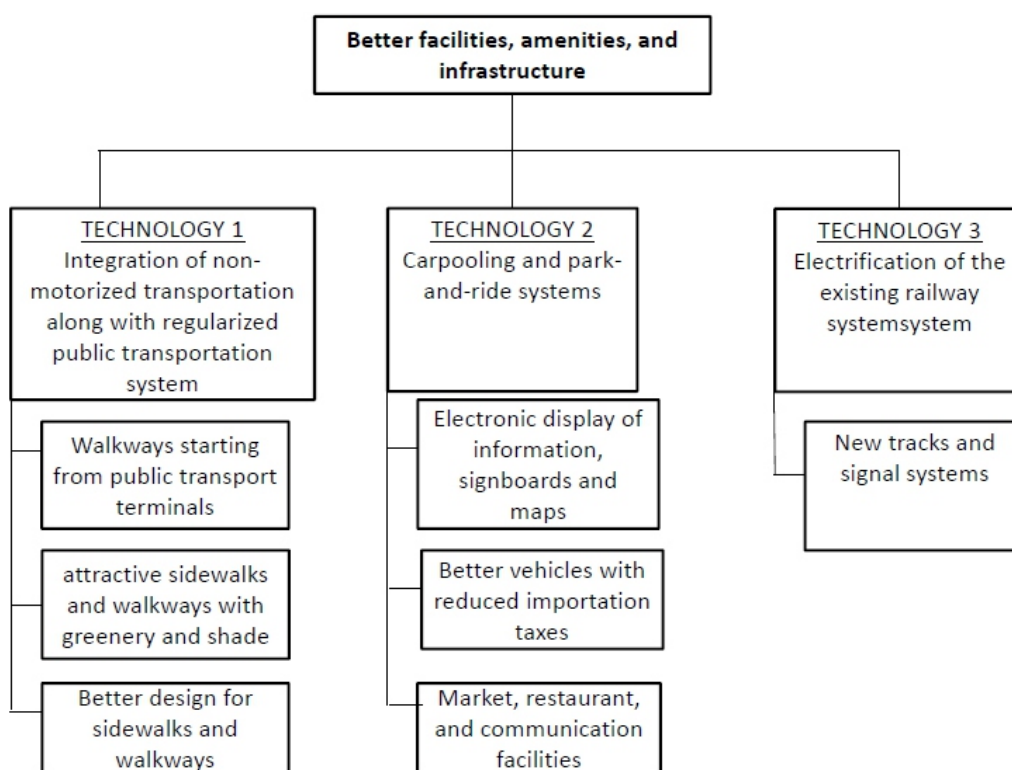 Better facilities, amenities, and
infrastructure
TECHNOLOGY 1
Integration of non-
motorized transportation
along with regularized
public transportation
system
Walkways starting
from public transport
terminals
attractive sidewalks
and walkways with
greenery and shade
Better design for
sidewalks and
walkways
TECHNOLOGY 2
Carpooling and park-
and-ride systems
Electronic display of
information,
signboards and
maps
Better vehicles with
reduced importation
taxes
Market, restaurant,
and communication
facilities
TECHNOLOGY 3
Electrification of the
existing railway
systemsystem
New tracks and
signal systems